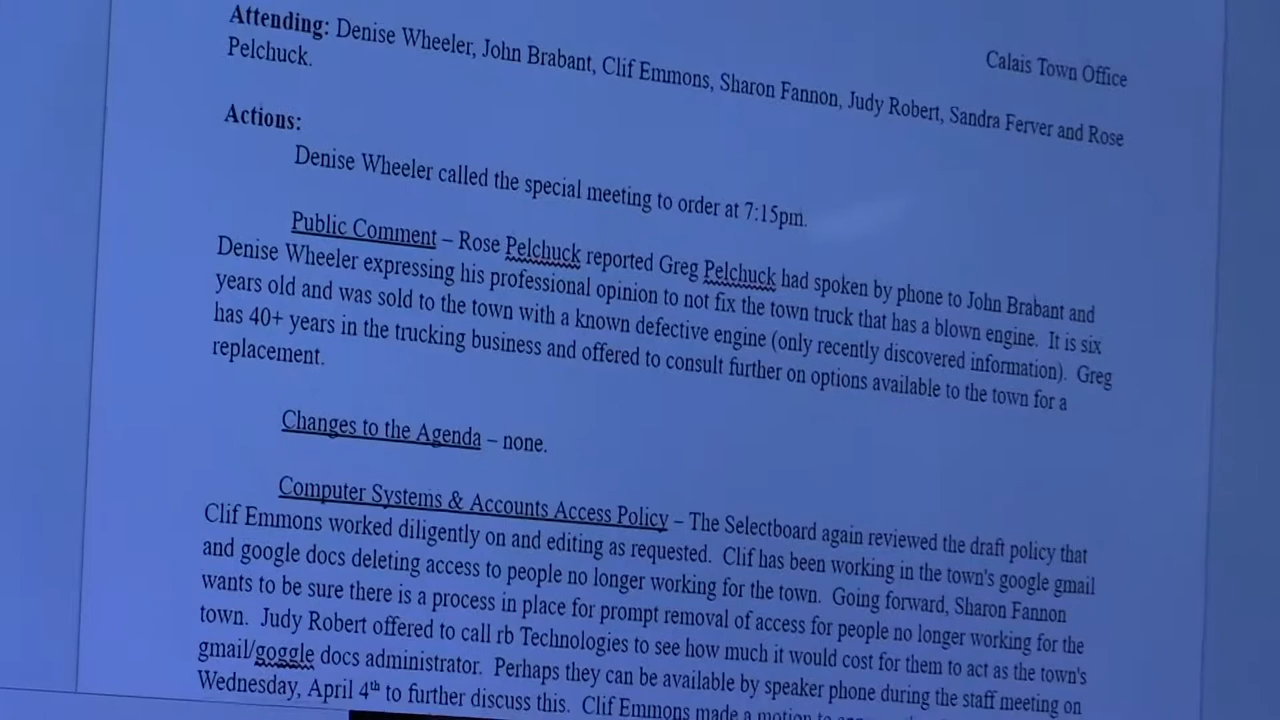 Calais Town Office
Attending: Denise Wheeler, John Brabant, Clif Emmons, Sharon Fannon, Judy Robert, Sandra Ferver and Rose
Pelchuck.
Actions:
Denise Wheeler called the special meeting to order at 7:15pm.
Public Comment – Rose Pelchuck reported Greg Pelchuck had spoken by phone to John Brabant and
Denise Wheeler expressing his professional opinion to not fix the town truck that has a blown engine. It is six
years old and was sold to the town with a known defective engine (only recently discovered information). Greg
has 40+ years in the trucking business and offered to consult further on options available to the town for a
replacement.
Changes to the Agenda – none.
Computer Systems & Accounts Access Policy – The Selectboard again reviewed the draft policy that
Clif Emmons worked diligently on and editing as requested. Clif has been working in the town's google gmail
and google docs deleting access to people no longer working for the town. Going forward, Sharon Fannon
wants to be sure there is a process in place for prompt removal of access for people no longer working for the
town. Judy Robert offered to call rb Technologies to see how much it would cost for them to act as the town's
gmail/goggle docs administrator. Perhaps they can be available by speaker phone during the staff meeting on
Wednesday, April 4th to further discuss this. Clif Emmons made a motion to